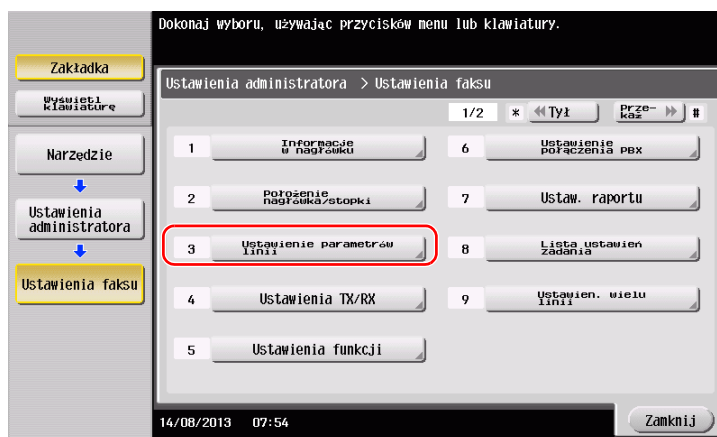 Dokonaj wyboru, używając przycisków menu lub klawiatury.
Zakładka
Wyświetl
klawiaturę
Narzędzie
Ustawienia
administratora
Ustawienia faksu
Ustawienia administratora > Ustawienia faksu
1/2 * Tył Prze-
każ #
1 Informacje
w nagłówku
2 Położenie
nagłówka/stopki
3 Ustawienie parametrów
linii
4 Ustawienia TX/RX
5 Ustawienia funkcji
6 Ustawienie
połączenia PBX
7 Ustaw. raportu
8 Lista ustawień
zadania
9 Ustawien. wielu
linii
14/08/2013 07:54
Zamknij